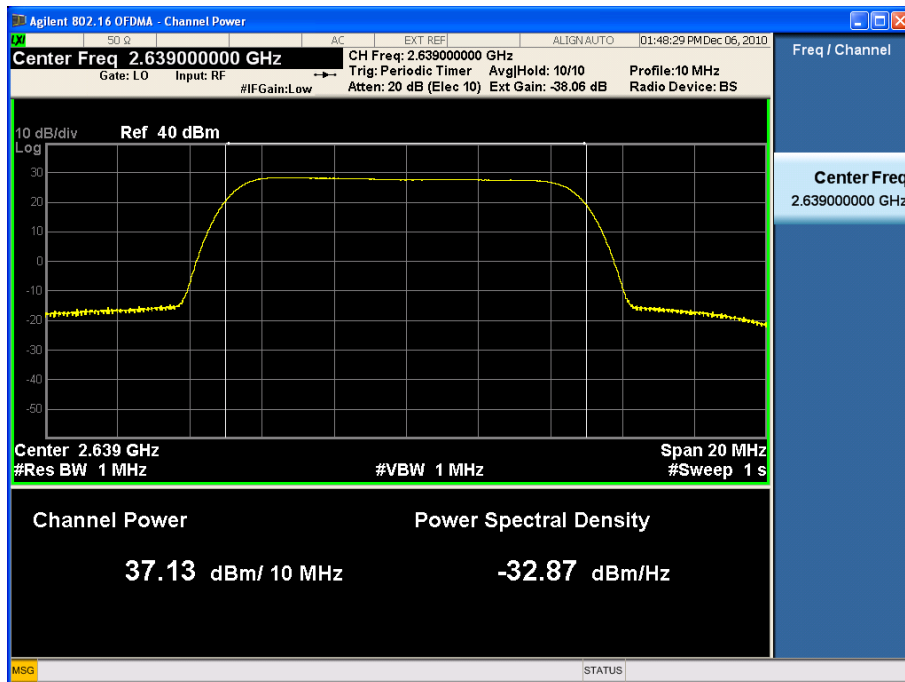 Agilent 802.16 OFDMA - Channel Power
LXI 50 Ω AC EXT REF ALIGN AUTO 01:48:29 PM Dec 06, 2010
Center Freq 2.639000000 GHz
Gate: LO Input: RF
#IFGain:Low
CH Freq: 2.639000000 GHz
Trig: Periodic Timer Avg|Hold: 10/10 Profile:10 MHz
Atten: 20 dB (Elec 10) Ext Gain: -38.06 dB Radio Device: BS
Freq / Channel
Center Freq
2.639000000 GHz
10 dB/div Ref 40 dBm
Log
30
20
10
0
-10
-20
-30
-40
-50
Center 2.639 GHz Span 20 MHz
#Res BW 1 MHz #VBW 1 MHz #Sweep 1 s
Channel Power Power Spectral Density
37.13 dBm/ 10 MHz -32.87 dBm/Hz
MSG STATUS